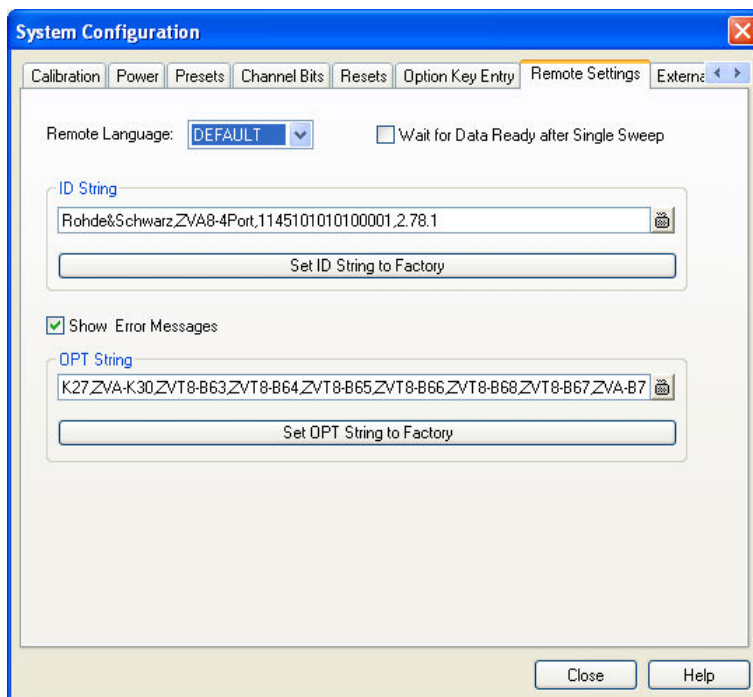 System Configuration
Calibration Power Presets Channel Bits Resets Option Key Entry Remote Settings Externa
Remote Language: DEFAULT Wait for Data Ready after Single Sweep
ID String
Rohde&Schwarz,ZVA8-4Port,1145101010100001,2.78.1
Set ID String to Factory
Show Error Messages
OPT String
K27,ZVA-K30,ZVT8-B63,ZVT8-B64,ZVT8-B65,ZVT8-B66,ZVT8-B68,ZVT8-B67,ZVA-B7
Set OPT String to Factory
Close Help